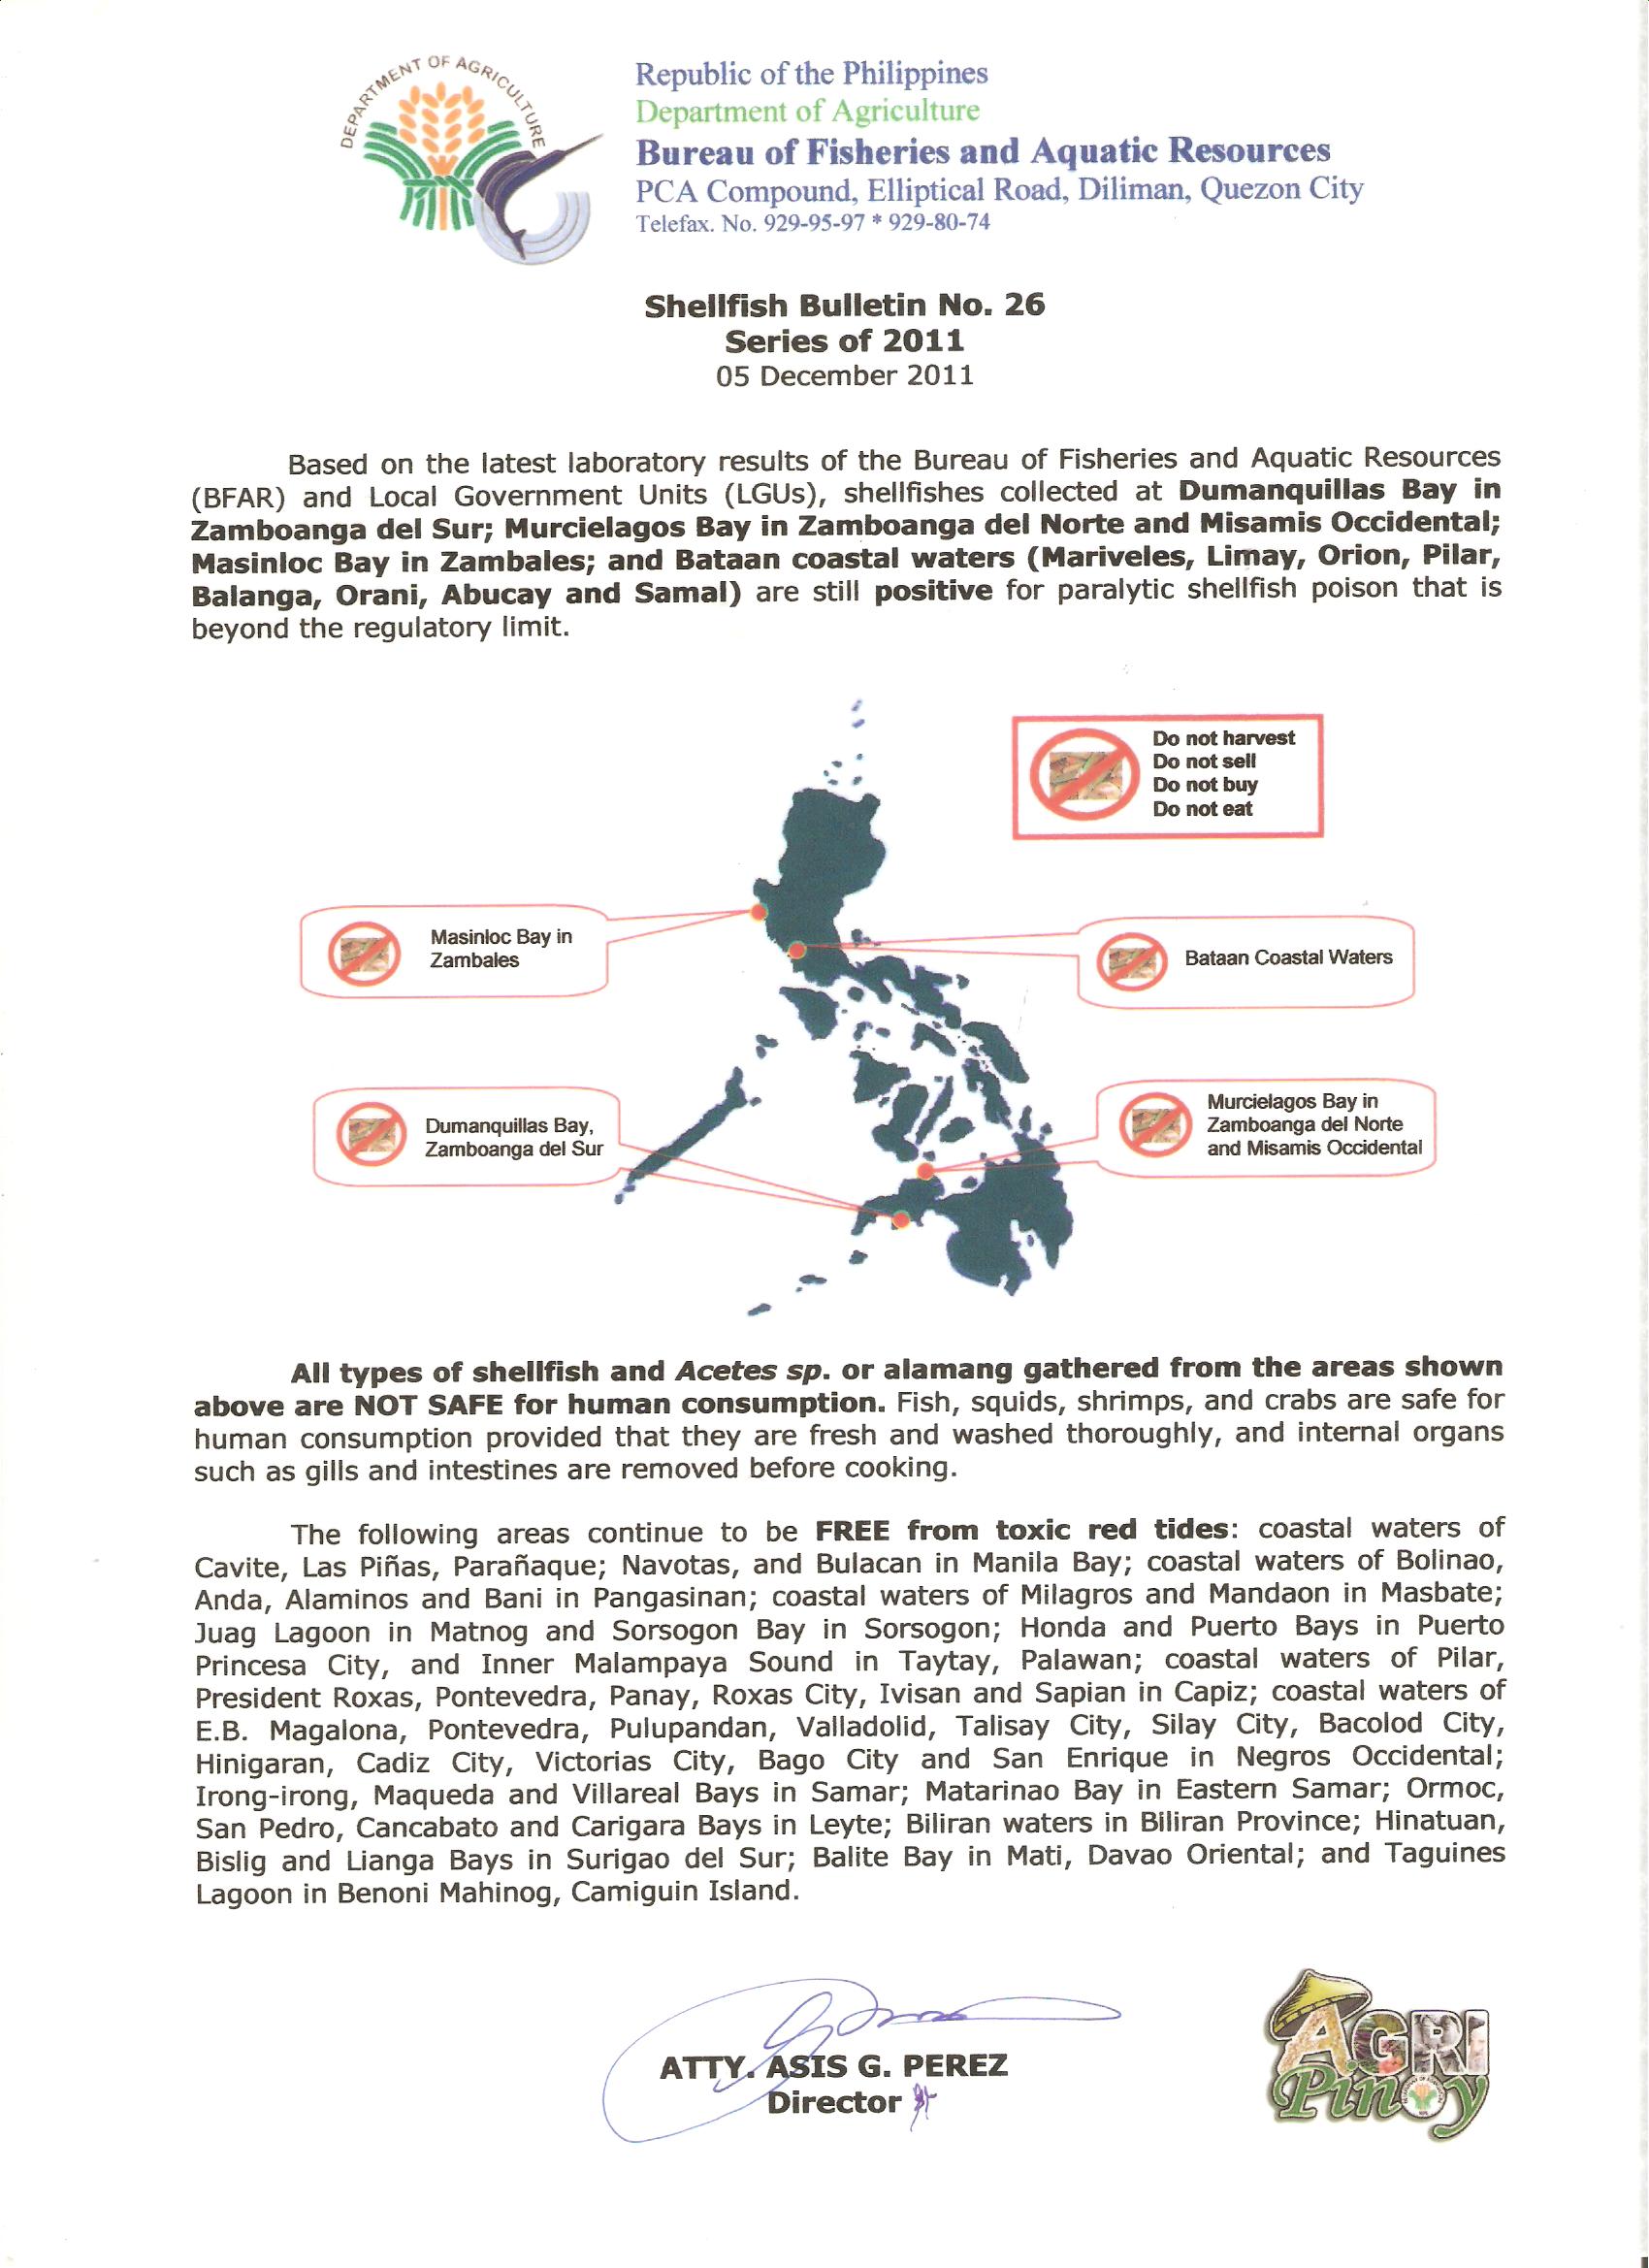 DEPARTMENT OF AGRICULTURE
Republic of the Philippines
Department of Agriculture
Bureau of Fisheries and Aquatic Resources
PCA Compound, Elliptical Road, Diliman, Quezon City
Telefax. No. 929-95-97 * 929-80-74
Shellfish Bulletin No. 26
Series of 2011
05 December 2011
Based on the latest laboratory results of the Bureau of Fisheries and Aquatic Resources
(BFAR) and Local Government Units (LGUs), shellfishes collected at Dumanquillas Bay in
Zamboanga del Sur; Murcielagos Bay in Zamboanga del Norte and Misamis Occidental;
Masinloc Bay in Zambales; and Bataan coastal waters (Mariveles, Limay, Orion, Pilar,
Balanga, Orani, Abucay and Samal) are still positive for paralytic shellfish poison that is
beyond the regulatory limit.
Do not harvest
Do not sell
Do not buy
Do not eat
Masinloc Bay in
Zambales
Bataan Coastal Waters
Dumanquillas Bay,
Zamboanga del Sur
Murcielagos Bay in
Zamboanga del Norte
and Misamis Occidental
All types of shellfish and Acetes sp. or alamang gathered from the areas shown
above are NOT SAFE for human consumption. Fish, squids, shrimps, and crabs are safe for
human consumption provided that they are fresh and washed thoroughly, and internal organs
such as gills and intestines are removed before cooking.
The following areas continue to be FREE from toxic red tides: coastal waters of
Cavite, Las Piñas, Parañaque; Navotas, and Bulacan in Manila Bay; coastal waters of Bolinao,
Anda, Alaminos and Bani in Pangasinan; coastal waters of Milagros and Mandaon in Masbate;
Juag Lagoon in Matnog and Sorsogon Bay in Sorsogon; Honda and Puerto Bays in Puerto
Princesa City, and Inner Malampaya Sound in Taytay, Palawan; coastal waters of Pilar,
President Roxas, Pontevedra, Panay, Roxas City, Ivisan and Sapian in Capiz; coastal waters of
E.B. Magalona, Pontevedra, Pulupandan, Valladolid, Talisay City, Silay City, Bacolod City,
Hinigaran, Cadiz City, Victorias City, Bago City and San Enrique in Negros Occidental;
Irong-irong, Maqueda and Villareal Bays in Samar; Matarinao Bay in Eastern Samar; Ormoc,
San Pedro, Cancabato and Carigara Bays in Leyte; Biliran waters in Biliran Province; Hinatuan,
Bislig and Lianga Bays in Surigao del Sur; Balite Bay in Mati, Davao Oriental; and Taguines
Lagoon in Benoni Mahinog, Camiguin Island.
ATTY. ASIS G. PEREZ
Director
AGRI
Pinoy